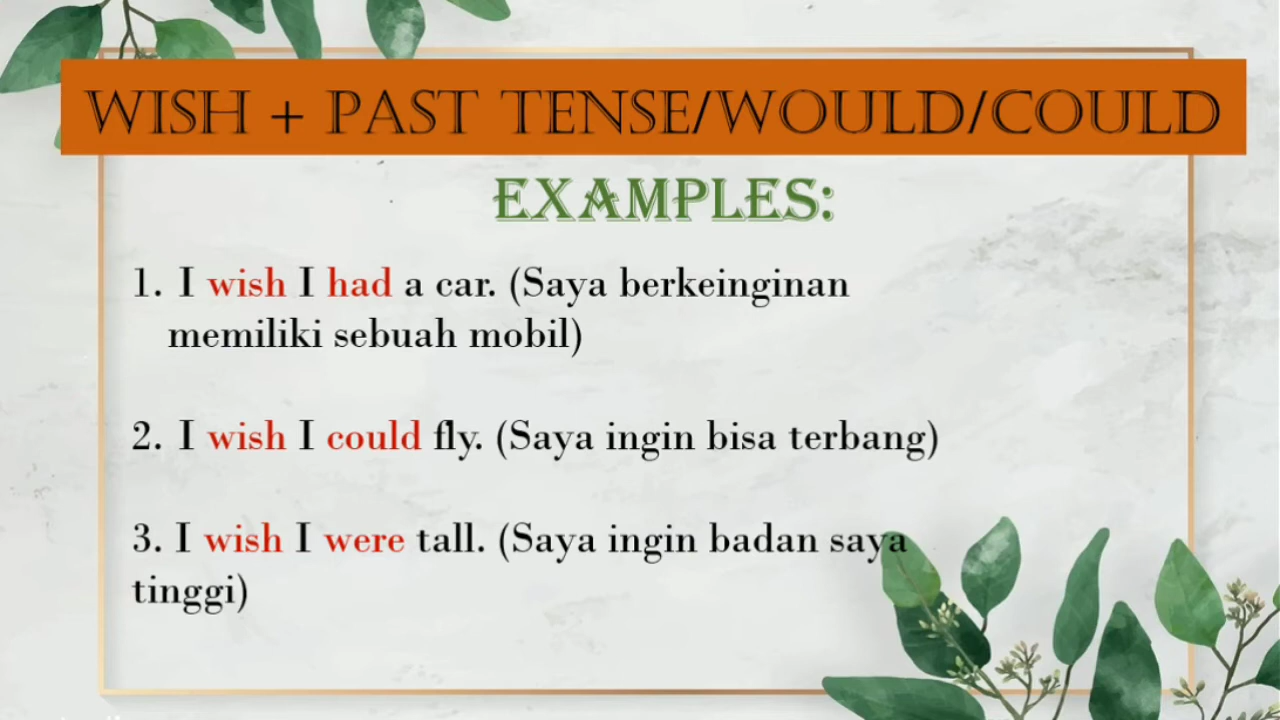 WISH + PAST TENSE/WOULD/COULD
EXAMPLES:
1. I wish I had a car. (Saya berkeinginan
memiliki sebuah mobil)
2. I wish I could fly. (Saya ingin bisa terbang)
3. I wish I were tall. (Saya ingin badan saya
tinggi)